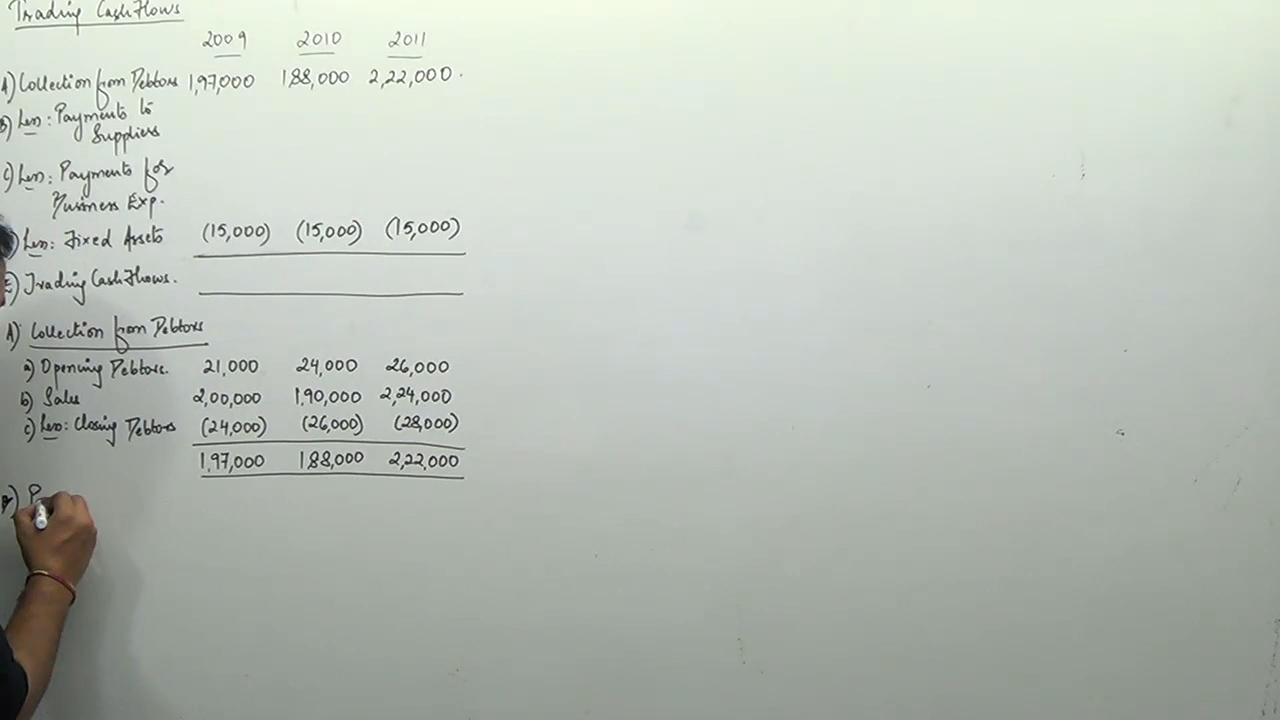 Trading Cash Flows
2009 2010 2011
A) Collection from Debtors 1,97,000 1,88,000 2,22,000.
B) Less: Payments to
Suppliers
C) Less: Payments for
Business Exp.
) Less: Fixed Assets (15,000) (15,000) (15,000)
E) Trading Cash Flows.
A) Collection from Debtors
a) Opening Debtors. 21,000 24,000 26,000
b) Sales 2,00,000 1,90,000 2,24,000
c) Less: Closing Debtors (24,000) (26,000) (28,000)
1,97,000 1,88,000 2,22,000
B) P